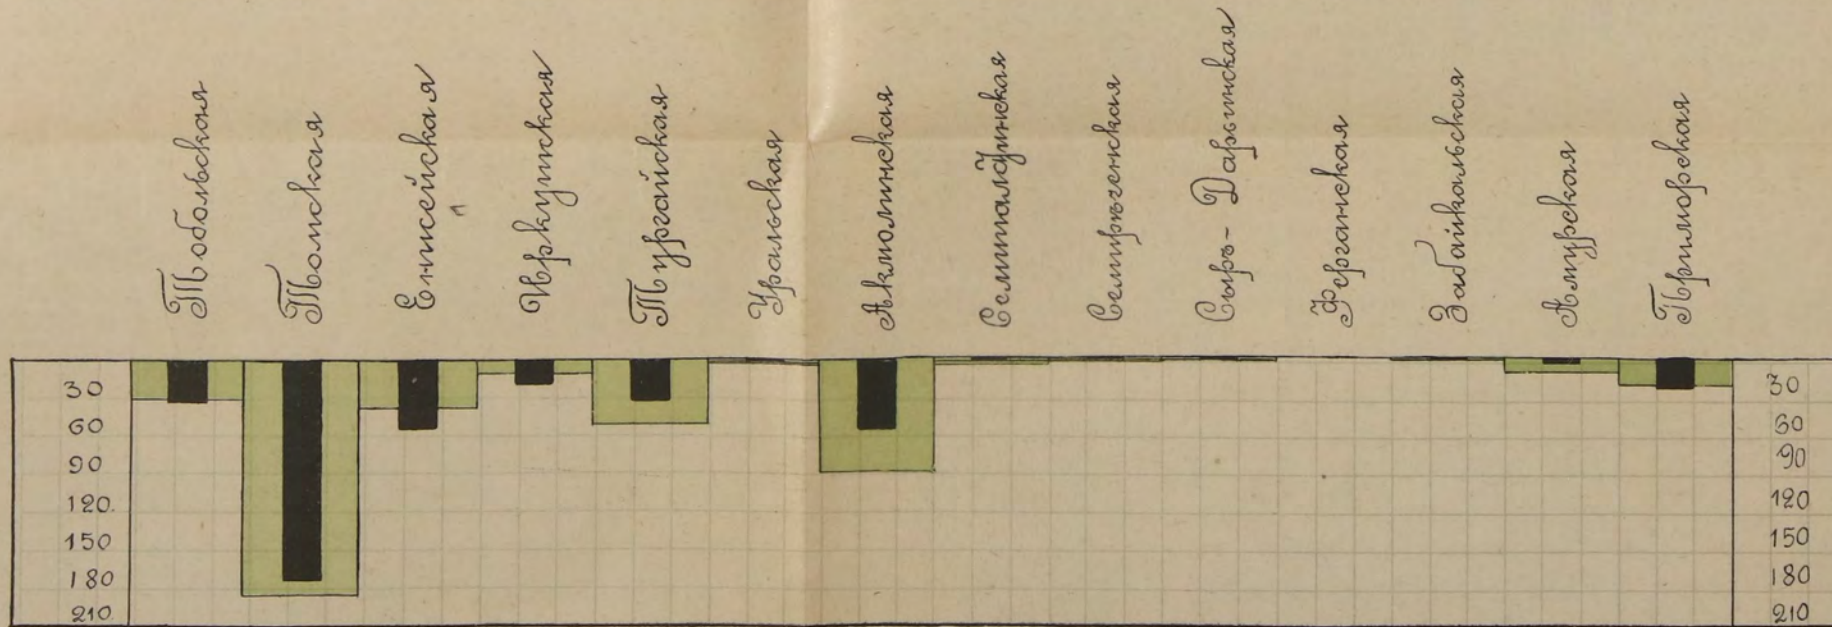 Тобольская
Томская
Енисейская
Иркутская
Тургайская
Уральская
Акмолинская
Семипалатинская
Семирѣченская
Сыръ-Дарьинская
Ферганская
Забайкальская
Амурская
Приморская
30
60
90
120.
150
180
210
30
60
90
120
150
180
210